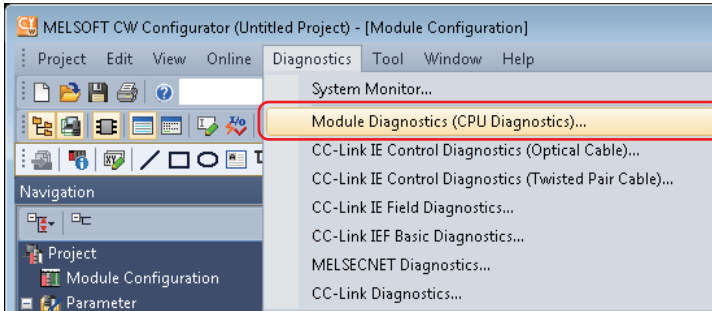 MELSOFT CW Configurator (Untitled Project) - [Module Configuration]
Project Edit View Online Diagnostics Tool Window Help
System Monitor...
Module Diagnostics (CPU Diagnostics)...
CC-Link IE Control Diagnostics (Optical Cable)...
CC-Link IE Control Diagnostics (Twisted Pair Cable)...
Navigation
CC-Link IE Field Diagnostics...
CC-Link IEF Basic Diagnostics...
Project
MELSECNET Diagnostics...
Module Configuration
CC-Link Diagnostics...
Parameter